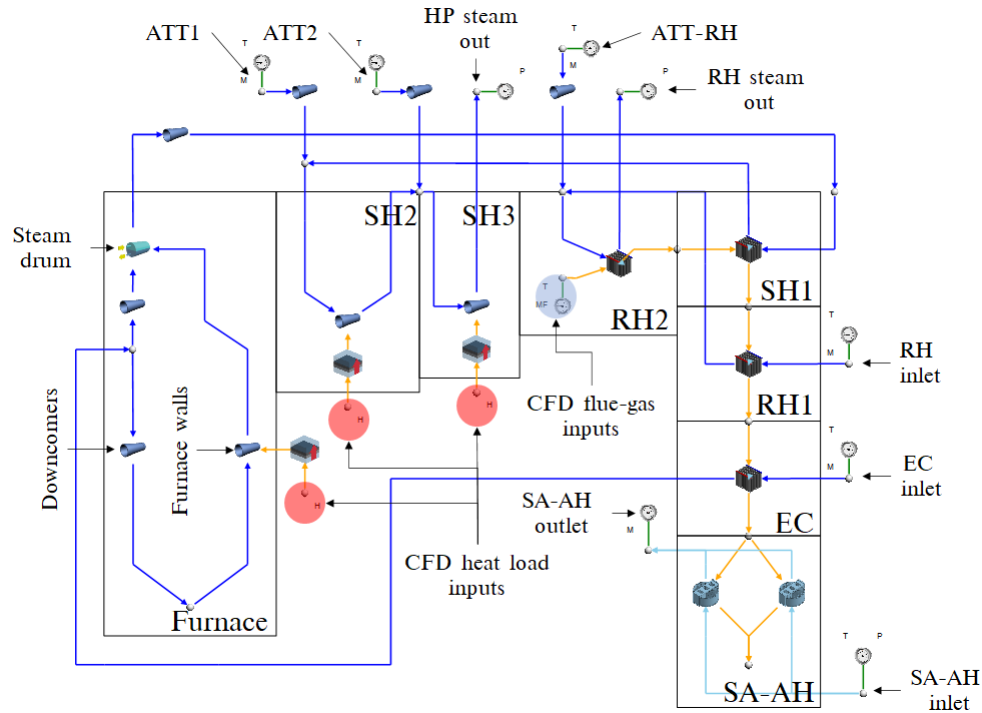 ATT1
ATT2
HP steam
out
ATT-RH
RH steam
out
T
M
T
M
P
T
M
P
Steam
drum
SH2
SH3
SH1
T
MF
RH2
T
M
RH
inlet
CFD flue-gas
inputs
RH1
Downcomers
Furnace walls
H
H
H
T
M
EC
inlet
SA-AH
outlet
M
EC
CFD heat load
inputs
Furnace
T
P
SA-AH
SA-AH
inlet